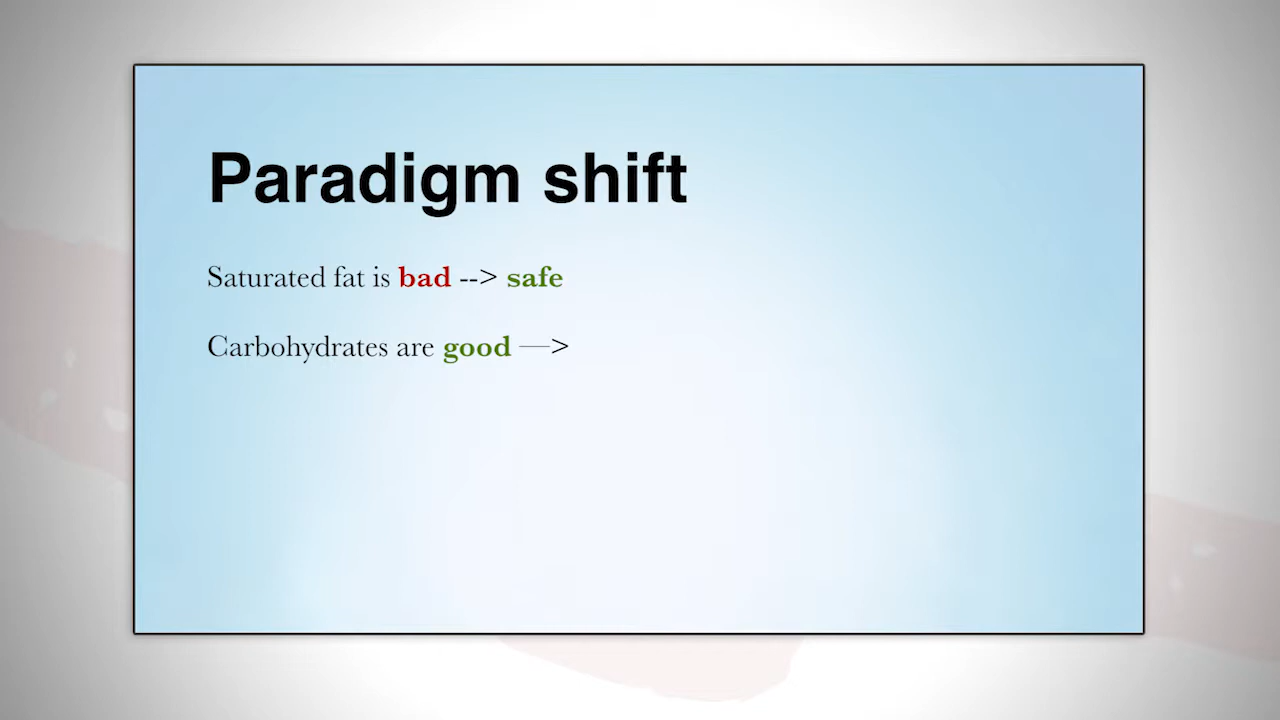 Paradigm shift
Saturated fat is bad --> safe
Carbohydrates are good —>